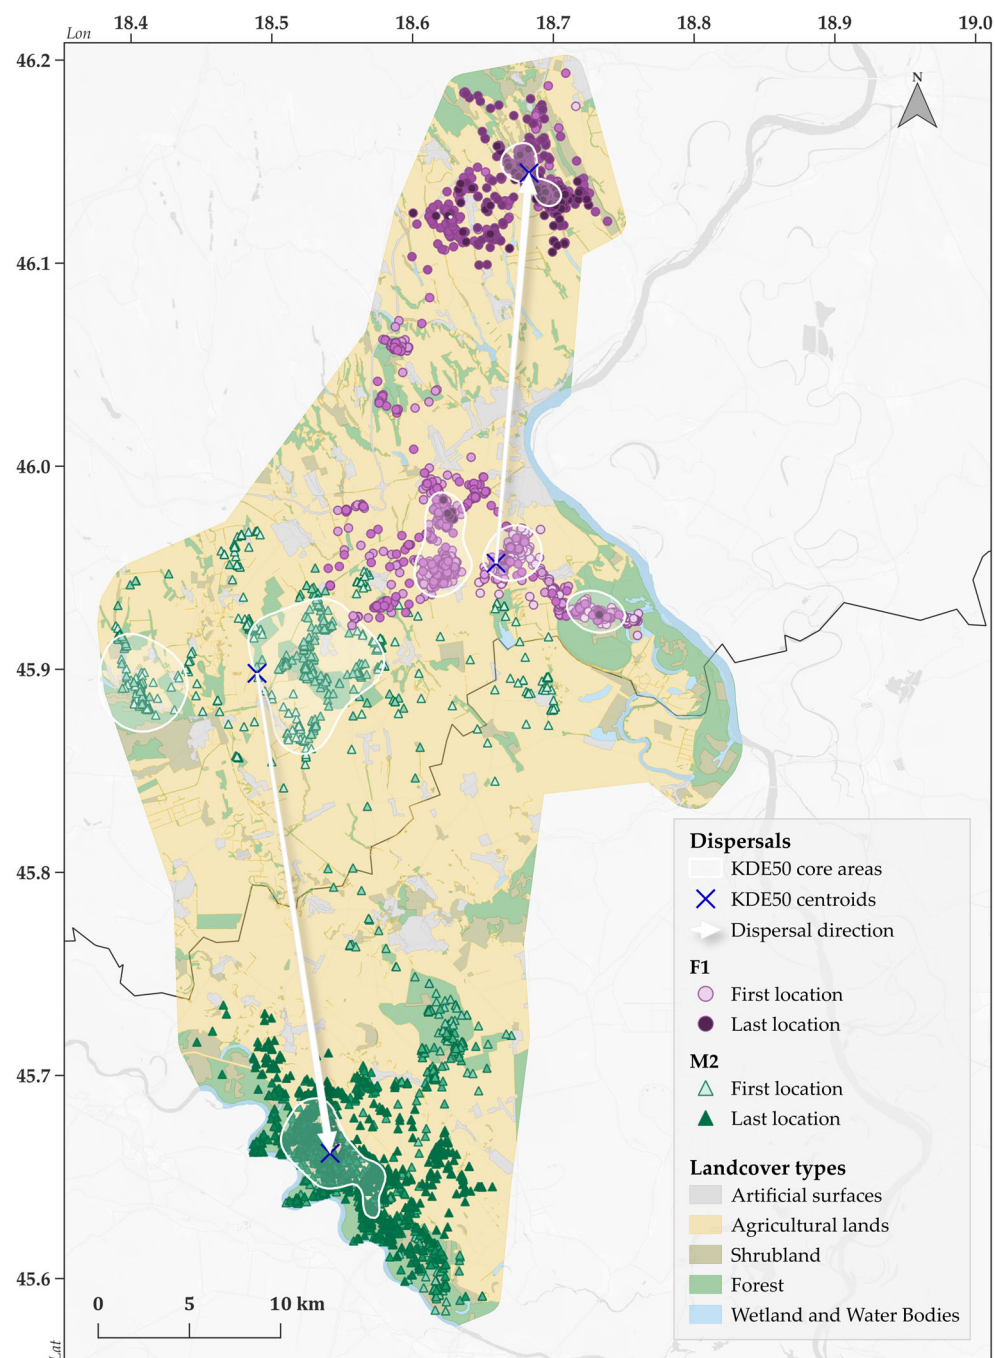 18.4 18.5 18.6 18.7 18.8 18.9 19.0
Lon
46.2
N
46.1
46.0
45.9
45.8
Dispersals
KDE50 core areas
KDE50 centroids
Dispersal direction
F1
First location
Last location
45.7
M2
First location
Last location
Landcover types
Artificial surfaces
Agricultural lands
Shrubland
45.6
Forest
0 5 10 km
Wetland and Water Bodies
Lat